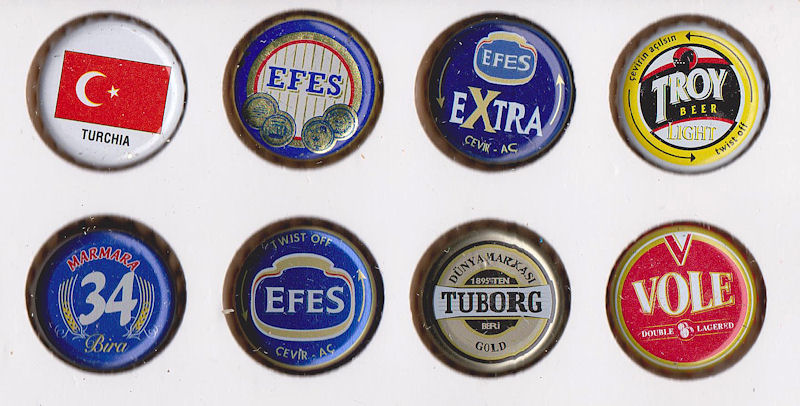 TURCHIA
EFES
EFES
EXTRA
ÇEVİR - AÇ
çevirin açılsın
TROY
BEER
LIGHT
twist off
MARMARA
34
Bira
TWIST OFF
EFES
ÇEVİR - AÇ
DÜNYA MARKASI
1895'TEN
TUBORG
BERİ
GOLD
VOLE
DOUBLE LAGERED